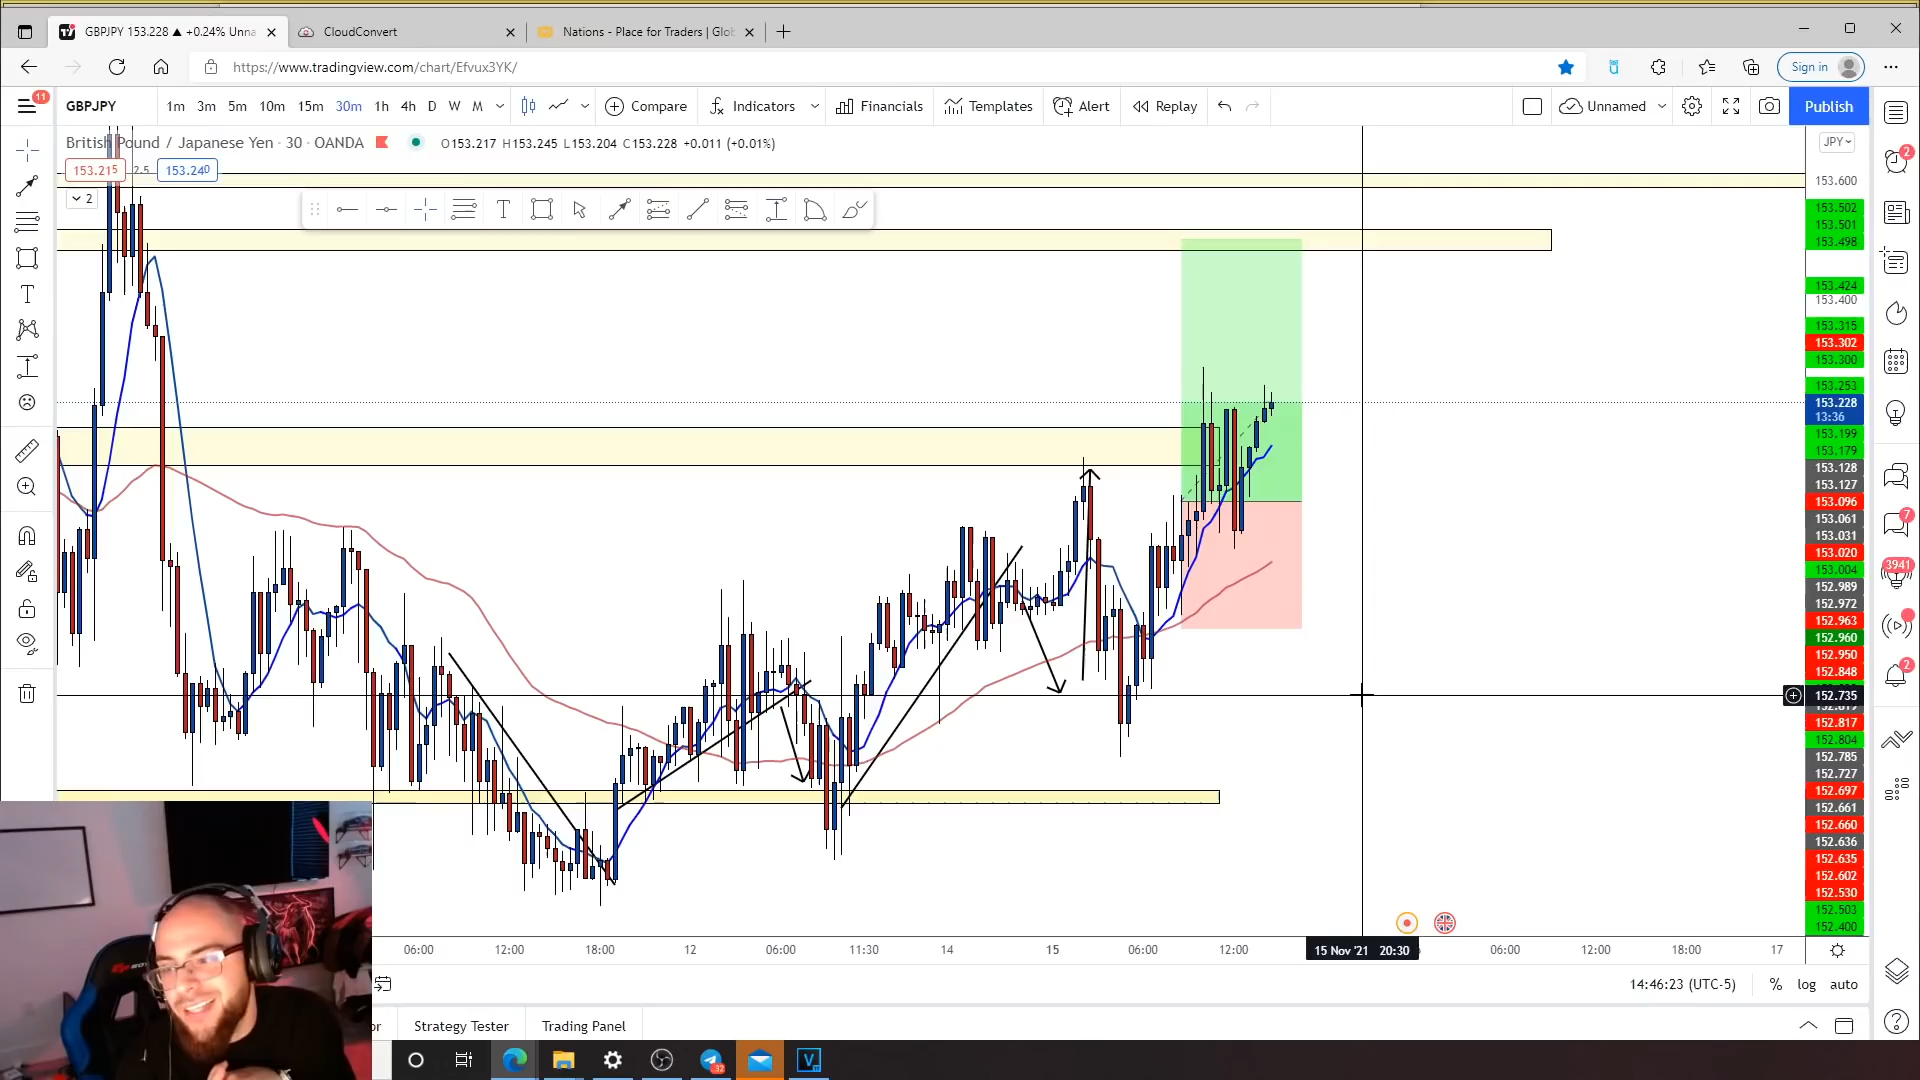 GBPJPY 153.228 ▲ +0.24% Unna
CloudConvert
Nations - Place for Traders | Glob
https://www.tradingview.com/chart/Efvux3YK/
Sign in
11
GBPJPY
1m 3m 5m 10m 15m 30m 1h 4h D W M
Compare
Indicators
Financials
Templates
Alert
Replay
Unnamed
Publish
British Pound / Japanese Yen · 30 · OANDA
O153.217 H153.245 L153.204 C153.228 +0.011 (+0.01%)
153.215 2.5 153.240
2
JPY
153.600
153.502
153.501
153.498
153.424
153.400
153.315
153.302
153.300
153.253
153.228
13:36
153.199
153.179
153.128
153.127
153.096
153.061
153.031
153.020
153.004
152.989
152.972
152.963
152.960
152.950
152.848
152.735
152.817
152.804
152.785
152.727
152.697
152.661
152.660
152.636
152.635
152.602
152.530
152.503
152.400
2
7
3941
2
06:00 12:00 18:00 12 06:00 11:30 14 15 06:00 12:00 15 Nov '21 20:30 06:00 12:00 18:00 17
14:46:23 (UTC-5) % log auto
or Strategy Tester Trading Panel
32
V